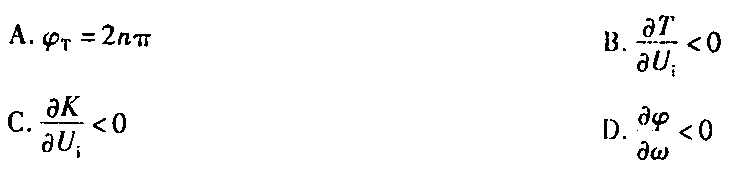 A. φ_T = 2nπ
B. ∂T/∂U_i < 0
C. ∂K/∂U_i < 0
D. ∂φ/∂ω < 0